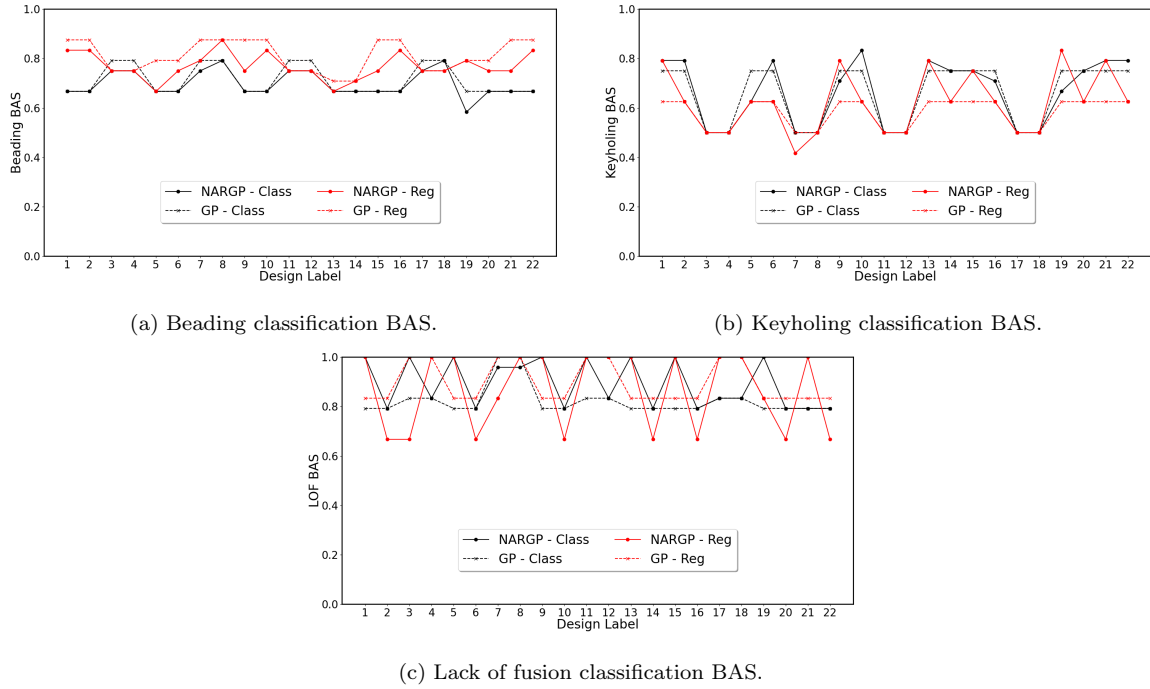 1.0
0.8
0.6
0.4
0.2
0.0
Beading BAS
NARGP - Class
NARGP - Reg
GP - Class
GP - Reg
1 2 3 4 5 6 7 8 9 10 11 12 13 14 15 16 17 18 19 20 21 22
Design Label
(a) Beading classification BAS.
1.0
0.8
0.6
0.4
0.2
0.0
Keyholing BAS
NARGP - Class
NARGP - Reg
GP - Class
GP - Reg
1 2 3 4 5 6 7 8 9 10 11 12 13 14 15 16 17 18 19 20 21 22
Design Label
(b) Keyholing classification BAS.
1.0
0.8
0.6
0.4
0.2
0.0
LOF BAS
NARGP - Class
NARGP - Reg
GP - Class
GP - Reg
1 2 3 4 5 6 7 8 9 10 11 12 13 14 15 16 17 18 19 20 21 22
Design Label
(c) Lack of fusion classification BAS.